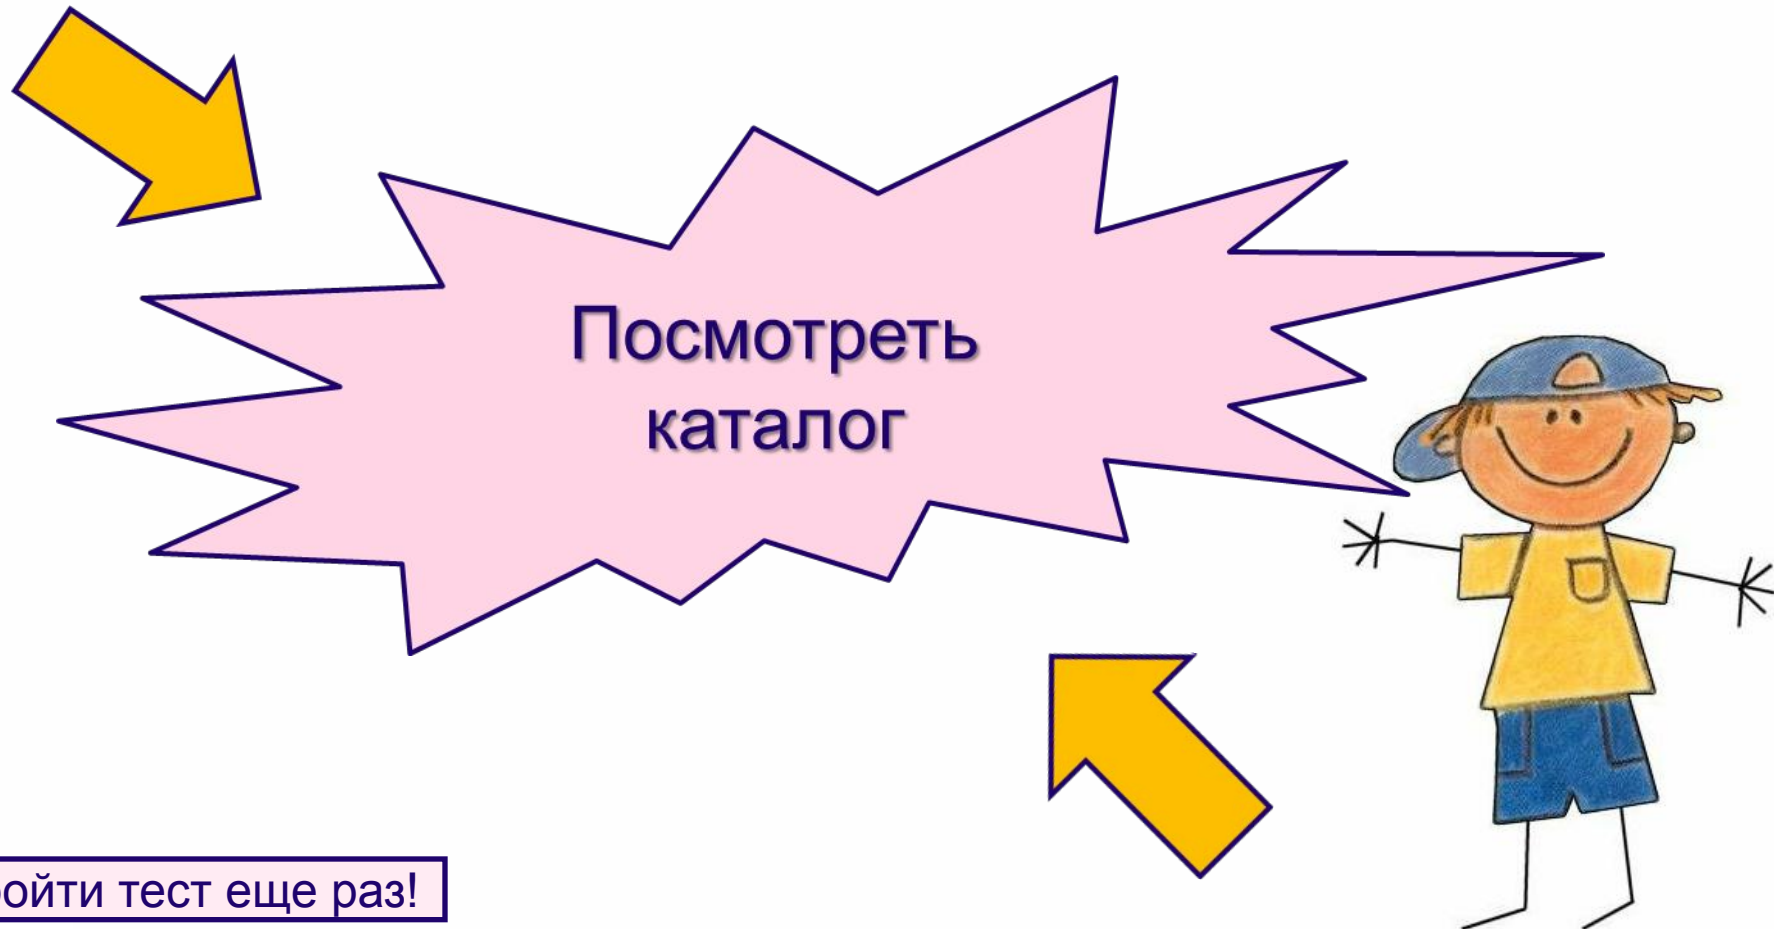 Посмотреть
каталог
ойти тест еще раз!